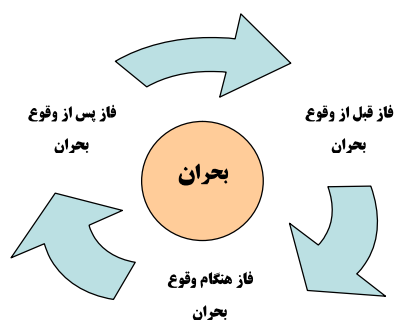 فاز قبل از وقوع
بحران
فاز پس از وقوع
بحران
بحران
فاز هنگام وقوع
بحران